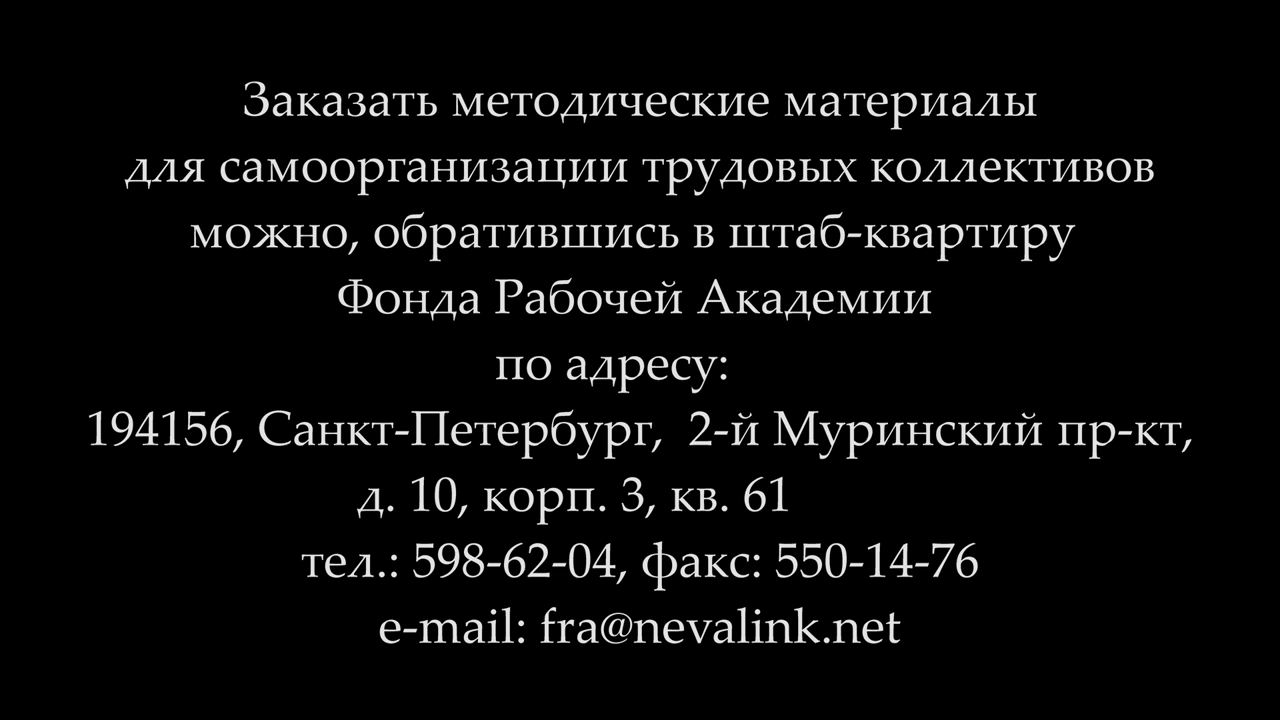 Заказать методические материалы
для самоорганизации трудовых коллективов
можно, обратившись в штаб-квартиру
Фонда Рабочей Академии
по адресу:
194156, Санкт-Петербург, 2-й Муринский пр-кт,
д. 10, корп. 3, кв. 61
тел.: 598-62-04, факс: 550-14-76
e-mail: fra@nevalink.net